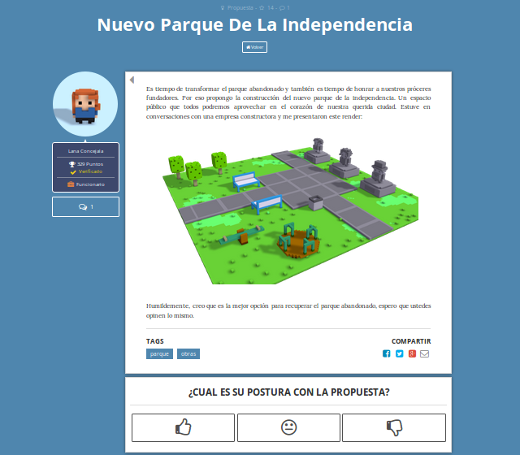 Propuesta - 14 - 1
Nuevo Parque De La Independencia
Volver
Es tiempo de transformar el parque abandonado y también es tiempo de honrar a nuestros próceres
fundadores. Por eso propongo la construcción del nuevo parque de la independencia. Un espacio
público que todos podremos aprovechar en el corazón de nuestra querida ciudad. Estuve en
conversaciones con una empresa constructora y me presentaron este render:
Lana Concejala
329 Puntos
Verificado
Funcionario
1
Humildemente, creo que es la mejor opción para recuperar el parque abandonado, espero que ustedes
opinen lo mismo.
TAGS
COMPARTIR
parque obras
¿CUAL ES SU POSTURA CON LA PROPUESTA?